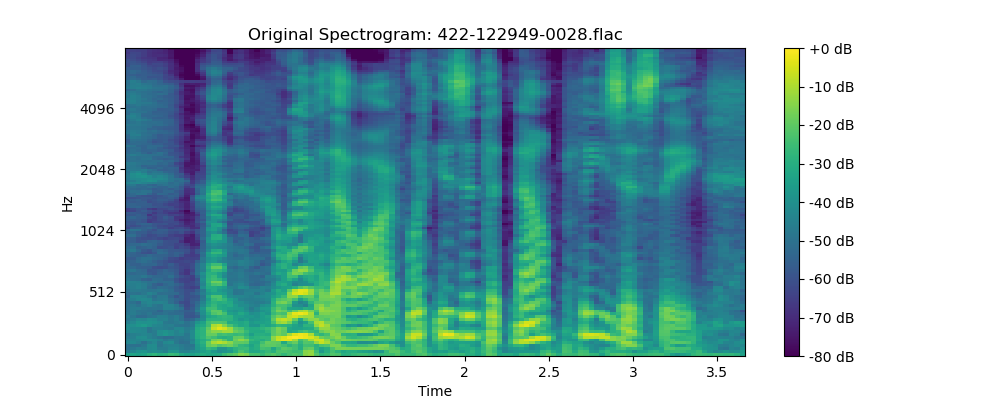 Original Spectrogram: 422-122949-0028.flac
Hz
4096
2048
1024
512
0
0 0.5 1 1.5 2 2.5 3 3.5
Time
+0 dB
-10 dB
-20 dB
-30 dB
-40 dB
-50 dB
-60 dB
-70 dB
-80 dB